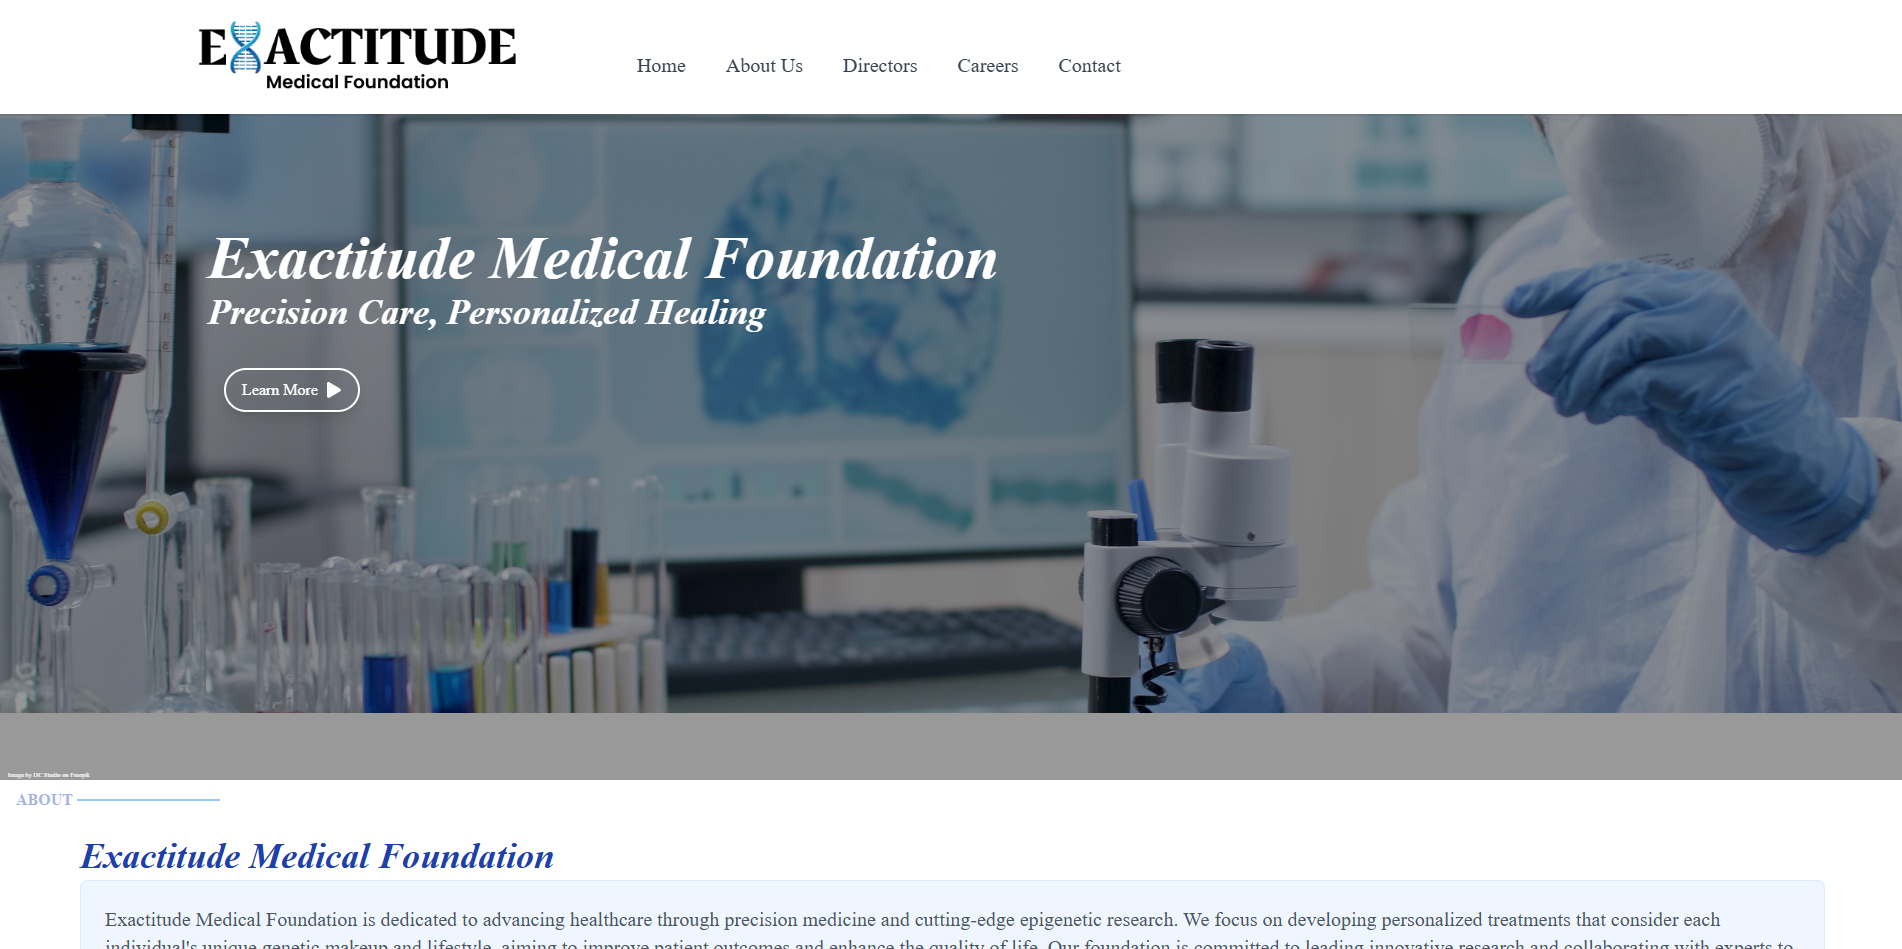 EXACTITUDE
Medical Foundation
Home About Us Directors Careers Contact
Exactitude Medical Foundation
Precision Care, Personalized Healing
Learn More
Image by DC Studio on Freepik
ABOUT
Exactitude Medical Foundation
Exactitude Medical Foundation is dedicated to advancing healthcare through precision medicine and cutting-edge epigenetic research. We focus on developing personalized treatments that consider each
individual's unique genetic makeup and lifestyle, aiming to improve patient outcomes and enhance the quality of life. Our foundation is committed to leading innovative research and collaborating with experts to